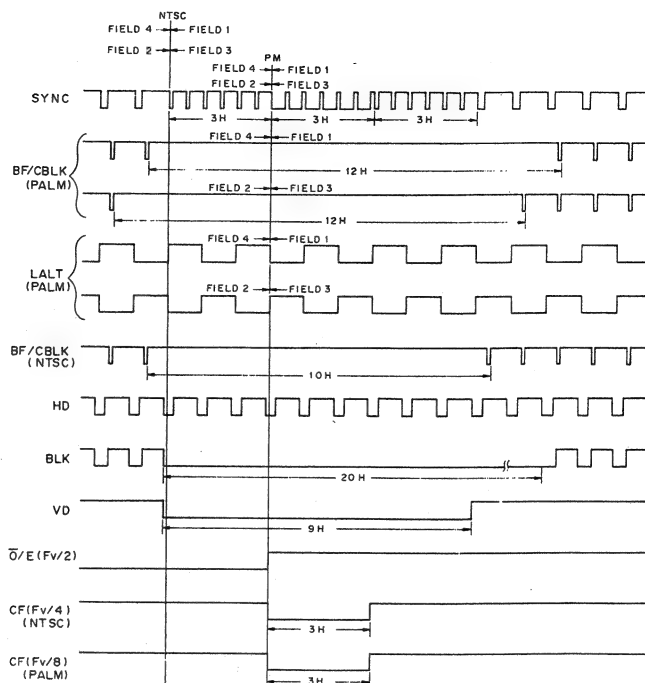 NTSC
FIELD 4 FIELD 1
FIELD 2 FIELD 3
PM
FIELD 4 FIELD 1
FIELD 2 FIELD 3
SYNC
3H 3H 3H
FIELD 4 FIELD 1
BF/CBLK
(PALM)
12H
FIELD 2 FIELD 3
12H
FIELD 4 FIELD 1
LALT
(PALM)
FIELD 2 FIELD 3
BF/CBLK
(NTSC)
10H
HD
BLK
20H
VD
9H
O̅/E(Fv/2)
CF(Fv/4)
(NTSC)
3H
CF(Fv/8)
(PALM)
3H